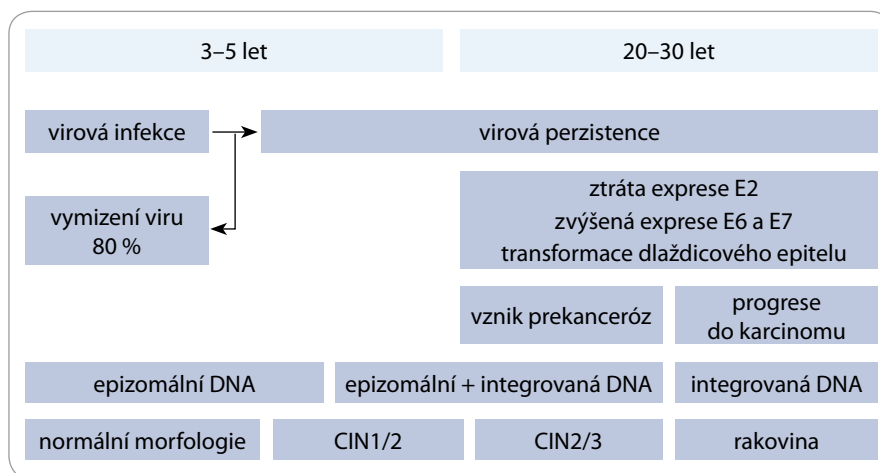 3–5 let
20–30 let
virová infekce
virová perzistence
vymizení viru
80 %
ztráta exprese E2
zvýšená exprese E6 a E7
transformace dlaždicového epitelu
vznik prekanceróz
progrese
do karcinomu
epizomální DNA
epizomální + integrovaná DNA
integrovaná DNA
normální morfologie
CIN1/2
CIN2/3
rakovina